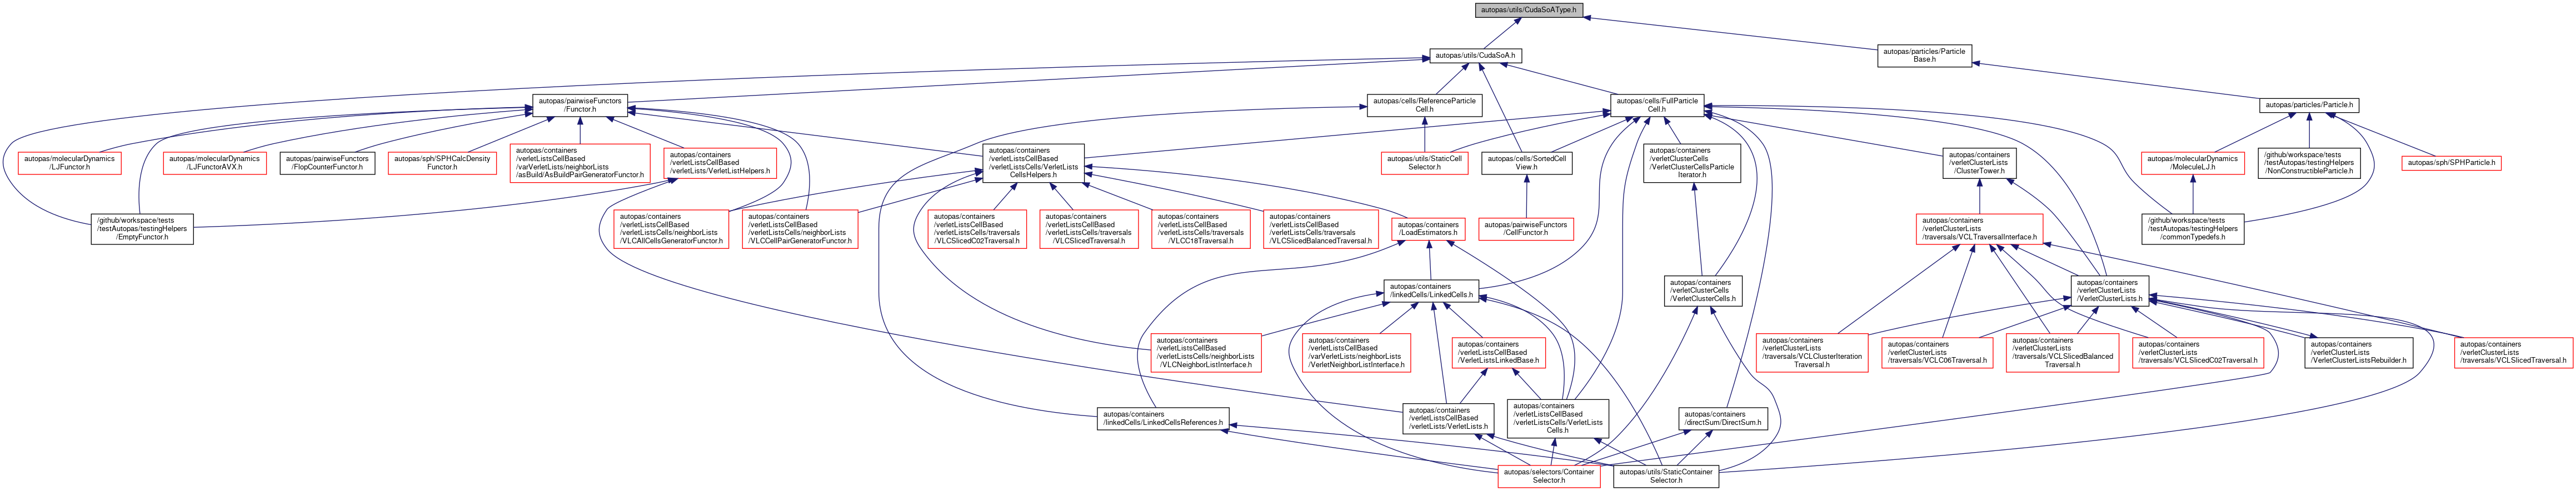 autopas/utils/CudaSoAType.h
autopas/utils/CudaSoA.h
autopas/particles/Particle
Base.h
autopas/pairwiseFunctors
/Functor.h
autopas/cells/ReferenceParticle
Cell.h
autopas/cells/FullParticle
Cell.h
autopas/particles/Particle.h
autopas/molecularDynamics
/LJFunctor.h
autopas/molecularDynamics
/LJFunctorAVX.h
autopas/pairwiseFunctors
/FlopCounterFunctor.h
autopas/sph/SPHCalcDensity
Functor.h
autopas/containers
/verletListsCellBased
/varVerletLists/neighborLists
/asBuild/AsBuildPairGeneratorFunctor.h
autopas/containers
/verletListsCellBased
/verletLists/VerletListHelpers.h
autopas/containers
/verletListsCellBased
/verletListsCells/VerletLists
CellsHelpers.h
autopas/utils/StaticCell
Selector.h
autopas/cells/SortedCell
View.h
autopas/containers
/verletClusterCells
/VerletClusterCellsParticle
Iterator.h
autopas/containers
/verletClusterLists
/ClusterTower.h
autopas/molecularDynamics
/MoleculeLJ.h
/github/workspace/tests
/testAutopas/testingHelpers
/NonConstructibleParticle.h
autopas/sph/SPHParticle.h
/github/workspace/tests
/testAutopas/testingHelpers
/EmptyFunctor.h
autopas/containers
/verletListsCellBased
/verletListsCells/neighborLists
/VLCAllCellsGeneratorFunctor.h
autopas/containers
/verletListsCellBased
/verletListsCells/neighborLists
/VLCCellPairGeneratorFunctor.h
autopas/containers
/verletListsCellBased
/verletListsCells/traversals
/VLCSlicedC02Traversal.h
autopas/containers
/verletListsCellBased
/verletListsCells/traversals
/VLCSlicedTraversal.h
autopas/containers
/verletListsCellBased
/verletListsCells/traversals
/VLCC18Traversal.h
autopas/containers
/verletListsCellBased
/verletListsCells/traversals
/VLCSlicedBalancedTraversal.h
autopas/containers
/LoadEstimators.h
autopas/pairwiseFunctors
/CellFunctor.h
autopas/containers
/verletClusterLists
/traversals/VCLTraversalInterface.h
/github/workspace/tests
/testAutopas/testingHelpers
/commonTypedefs.h
autopas/containers
/linkedCells/LinkedCells.h
autopas/containers
/verletClusterCells
/VerletClusterCells.h
autopas/containers
/verletClusterLists
/VerletClusterLists.h
autopas/containers
/verletListsCellBased
/verletListsCells/neighborLists
/VLCNeighborListInterface.h
autopas/containers
/verletListsCellBased
/varVerletLists/neighborLists
/VerletNeighborListInterface.h
autopas/containers
/verletListsCellBased
/VerletListsLinkedBase.h
autopas/containers
/verletClusterLists
/traversals/VCLClusterIteration
Traversal.h
autopas/containers
/verletClusterLists
/traversals/VCLC06Traversal.h
autopas/containers
/verletClusterLists
/traversals/VCLSlicedBalanced
Traversal.h
autopas/containers
/verletClusterLists
/traversals/VCLSlicedC02Traversal.h
autopas/containers
/verletClusterLists
/VerletClusterListsRebuilder.h
autopas/containers
/verletClusterLists
/traversals/VCLSlicedTraversal.h
autopas/containers
/linkedCells/LinkedCellsReferences.h
autopas/containers
/verletListsCellBased
/verletLists/VerletLists.h
autopas/containers
/verletListsCellBased
/verletListsCells/VerletLists
Cells.h
autopas/containers
/directSum/DirectSum.h
autopas/selectors/Container
Selector.h
autopas/utils/StaticContainer
Selector.h